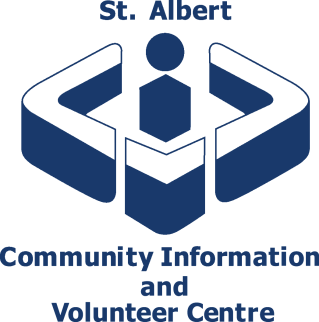 St. Albert
Community Information
and
Volunteer Centre